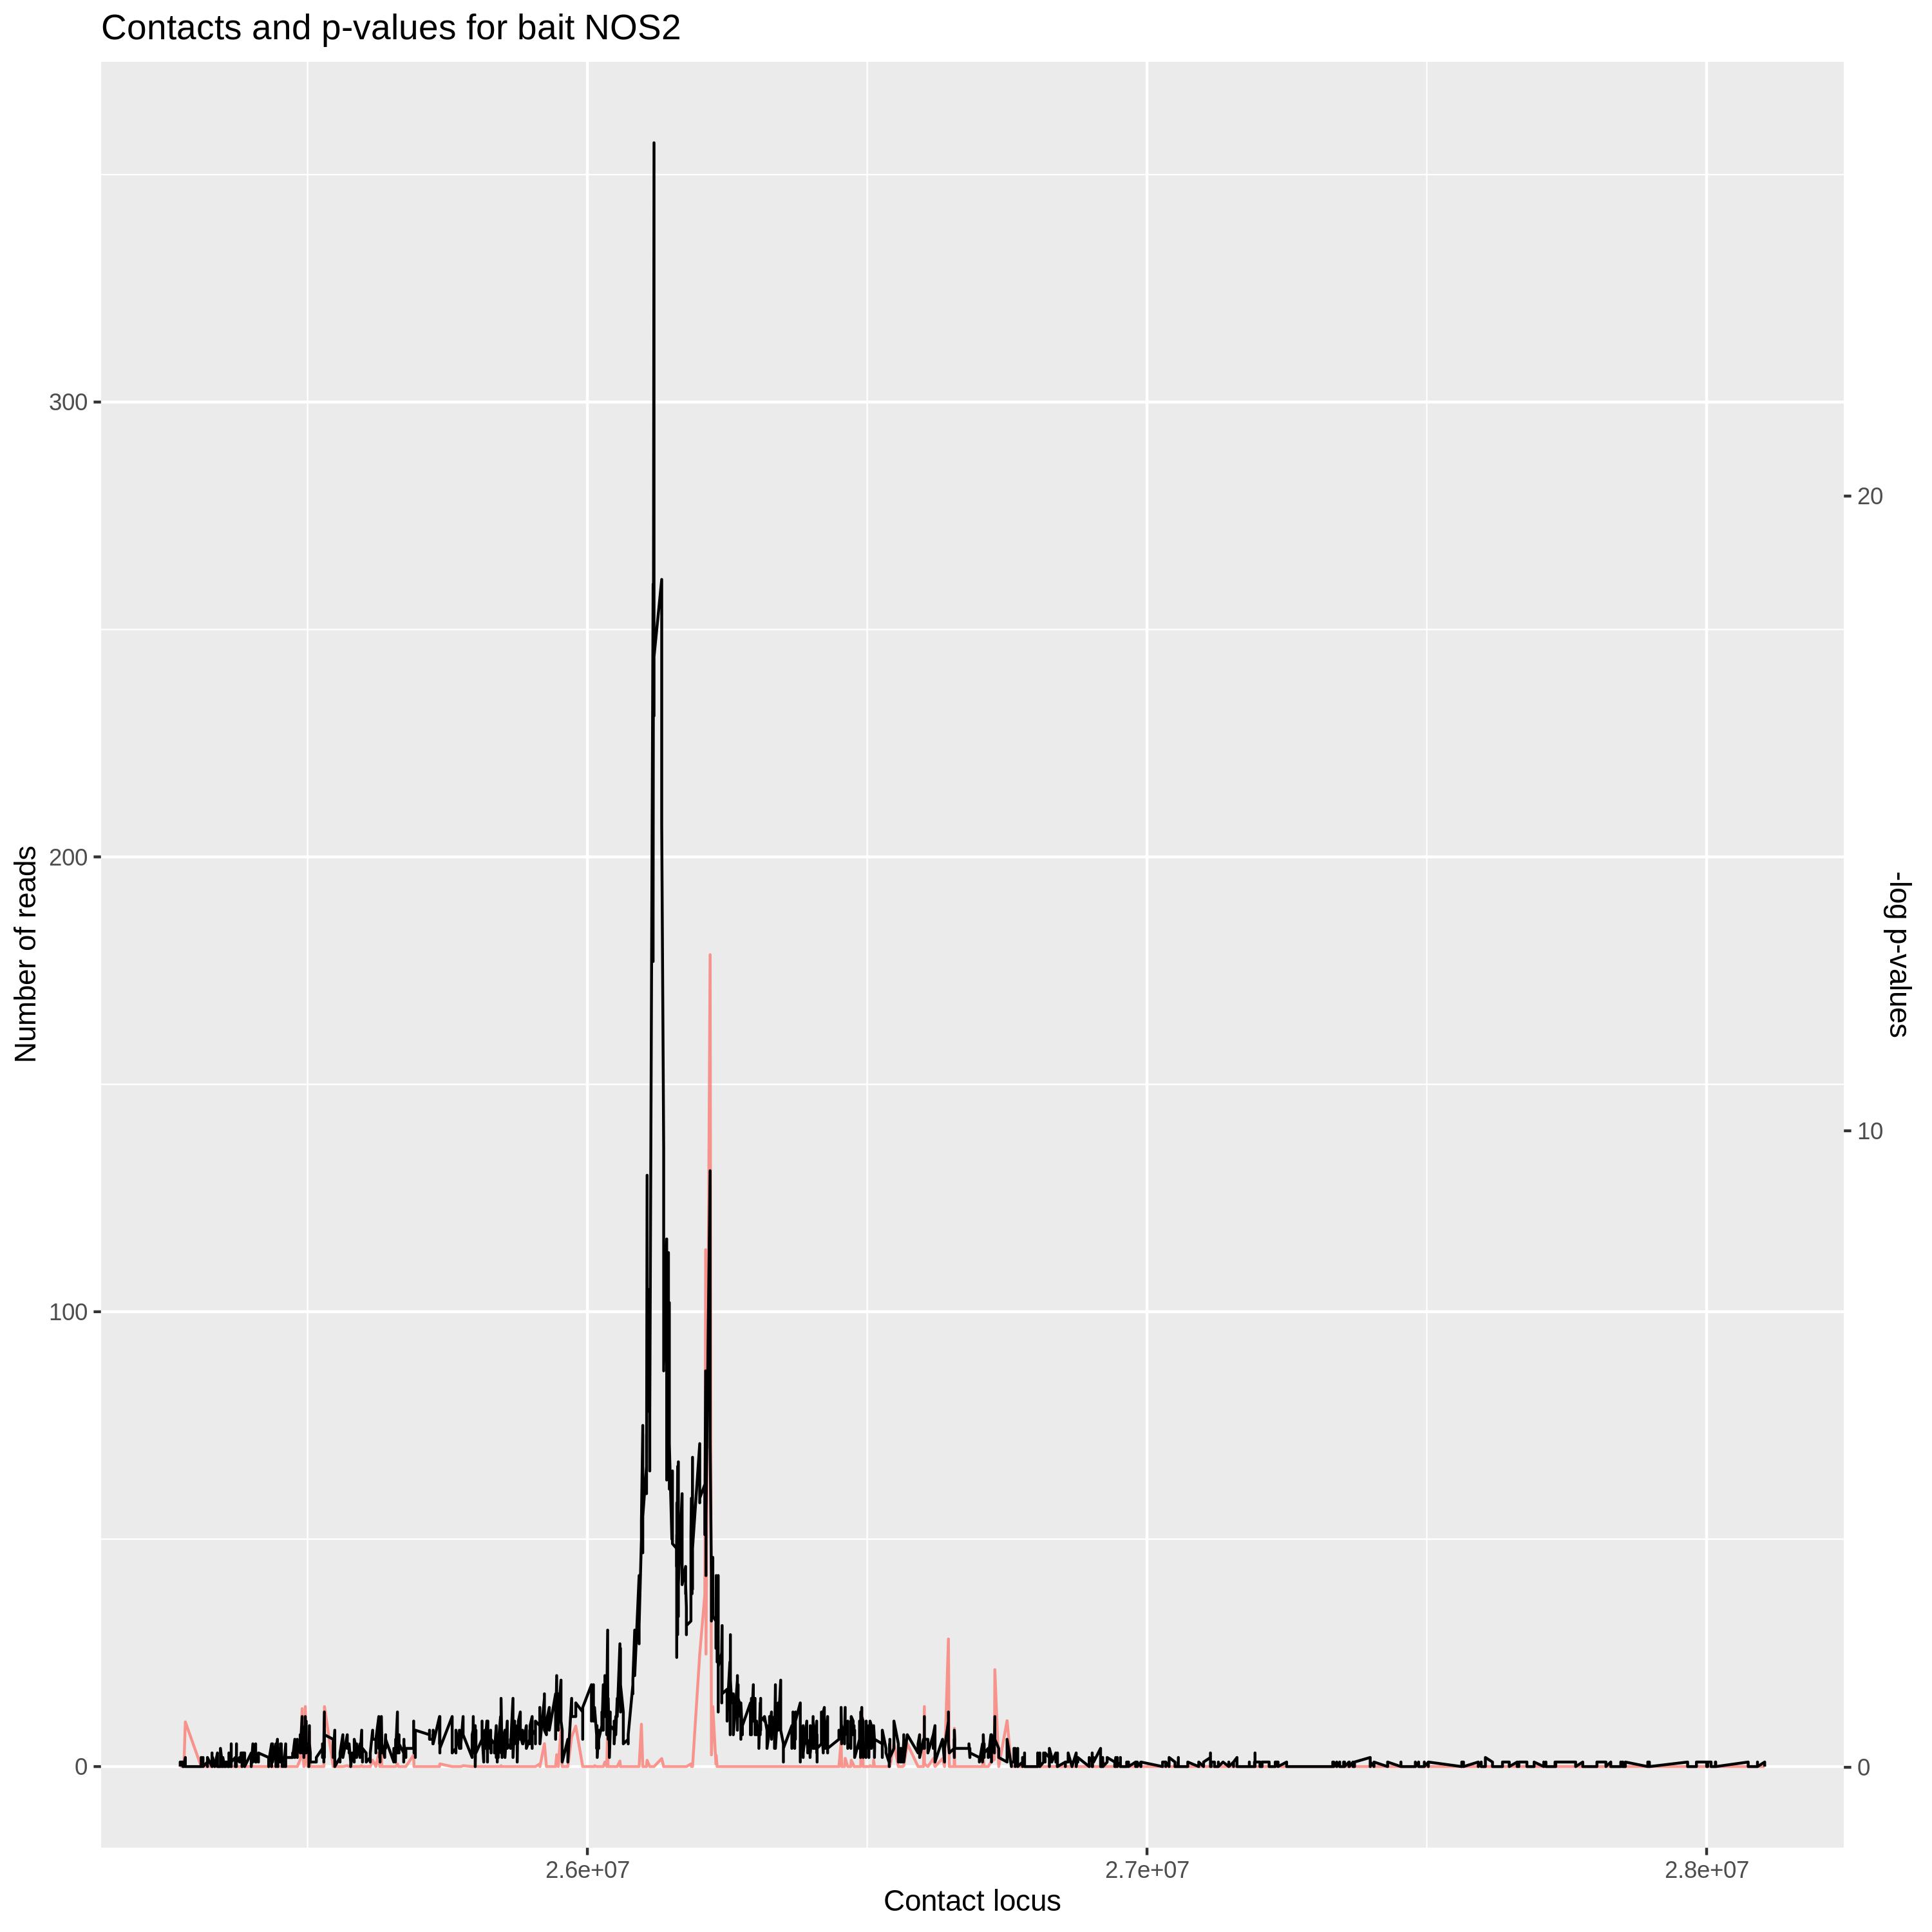 Contacts and p-values for bait NOS2
Number of reads
300
200
100
0
20
10
0
-log p-values
2.6e+07
2.7e+07
2.8e+07
Contact locus